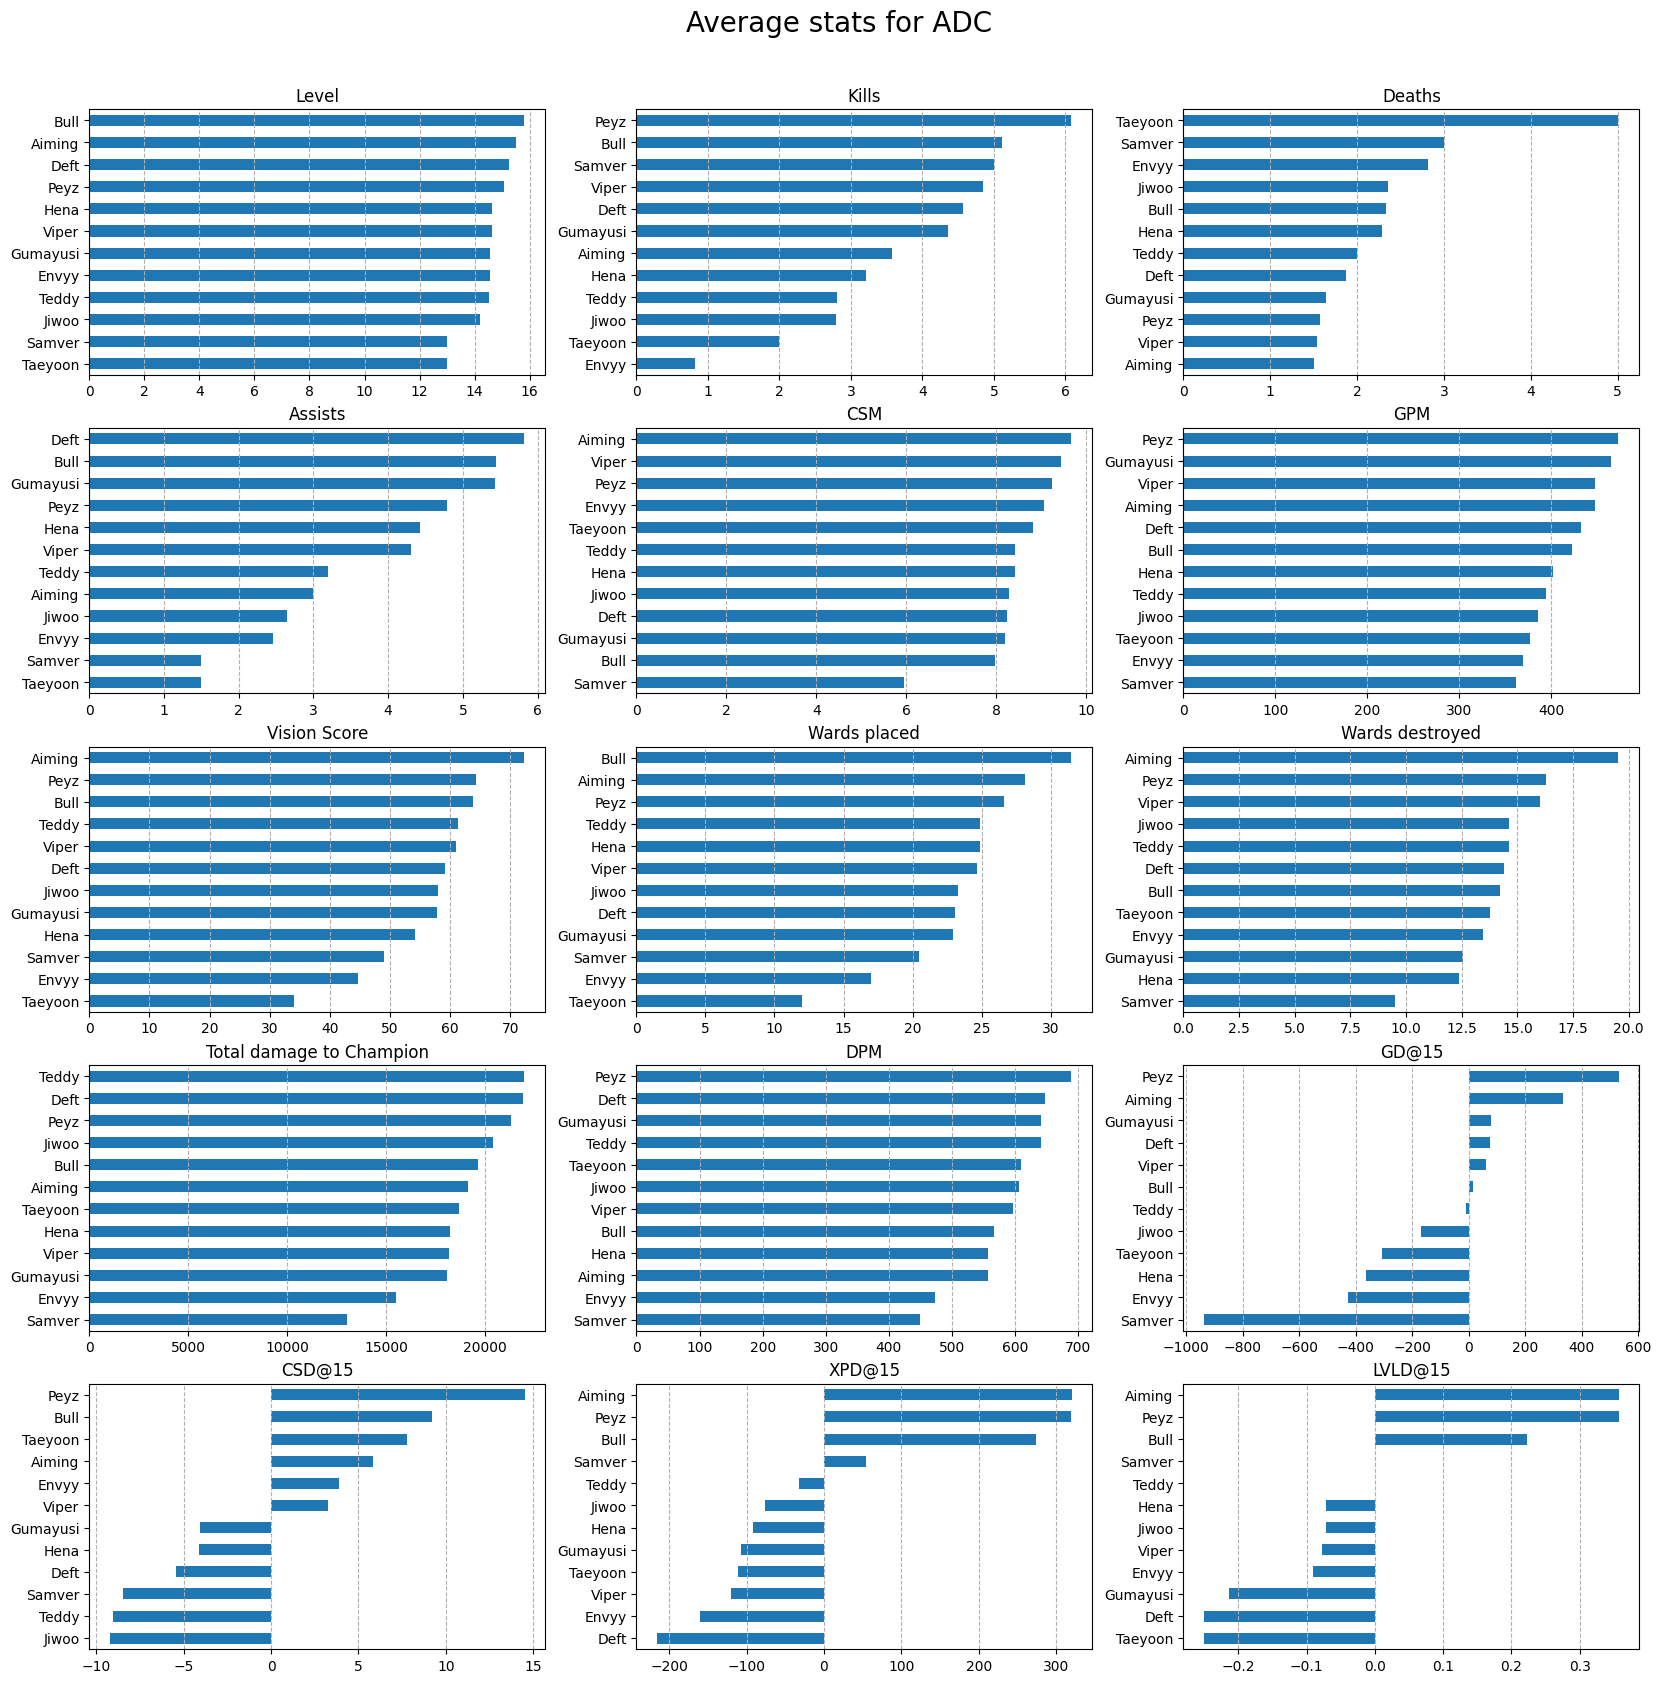 Average stats for ADC
Level
Bull
Aiming
Deft
Peyz
Hena
Viper
Gumayusi
Envyy
Teddy
Jiwoo
Samver
Taeyoon
0 2 4 6 8 10 12 14 16
Kills
Peyz
Bull
Samver
Viper
Deft
Gumayusi
Aiming
Hena
Teddy
Jiwoo
Taeyoon
Envyy
0 1 2 3 4 5 6
Deaths
Taeyoon
Samver
Envyy
Jiwoo
Bull
Hena
Teddy
Deft
Gumayusi
Peyz
Viper
Aiming
0 1 2 3 4 5
Assists
Deft
Bull
Gumayusi
Peyz
Hena
Viper
Teddy
Aiming
Jiwoo
Envyy
Samver
Taeyoon
0 1 2 3 4 5 6
CSM
Aiming
Viper
Peyz
Envyy
Taeyoon
Teddy
Hena
Jiwoo
Deft
Gumayusi
Bull
Samver
0 2 4 6 8 10
GPM
Peyz
Gumayusi
Viper
Aiming
Deft
Bull
Hena
Teddy
Jiwoo
Taeyoon
Envyy
Samver
0 100 200 300 400
Vision Score
Aiming
Peyz
Bull
Teddy
Viper
Deft
Jiwoo
Gumayusi
Hena
Samver
Envyy
Taeyoon
0 10 20 30 40 50 60 70
Wards placed
Bull
Aiming
Peyz
Teddy
Hena
Viper
Jiwoo
Deft
Gumayusi
Samver
Envyy
Taeyoon
0 5 10 15 20 25 30
Wards destroyed
Aiming
Peyz
Viper
Jiwoo
Teddy
Deft
Bull
Taeyoon
Envyy
Gumayusi
Hena
Samver
0.0 2.5 5.0 7.5 10.0 12.5 15.0 17.5 20.0
Total damage to Champion
Teddy
Deft
Peyz
Jiwoo
Bull
Aiming
Taeyoon
Hena
Viper
Gumayusi
Envyy
Samver
0 5000 10000 15000 20000
DPM
Peyz
Deft
Gumayusi
Teddy
Taeyoon
Jiwoo
Viper
Bull
Hena
Aiming
Envyy
Samver
0 100 200 300 400 500 600 700
GD@15
Peyz
Aiming
Gumayusi
Deft
Viper
Bull
Teddy
Jiwoo
Taeyoon
Hena
Envyy
Samver
−1000 −800 −600 −400 −200 0 200 400 600
CSD@15
Peyz
Bull
Taeyoon
Aiming
Envyy
Viper
Gumayusi
Hena
Deft
Samver
Teddy
Jiwoo
−10 −5 0 5 10 15
XPD@15
Aiming
Peyz
Bull
Samver
Teddy
Jiwoo
Hena
Gumayusi
Taeyoon
Viper
Envyy
Deft
−200 −100 0 100 200 300
LVLD@15
Aiming
Peyz
Bull
Samver
Teddy
Hena
Jiwoo
Viper
Envyy
Gumayusi
Deft
Taeyoon
−0.2 −0.1 0.0 0.1 0.2 0.3